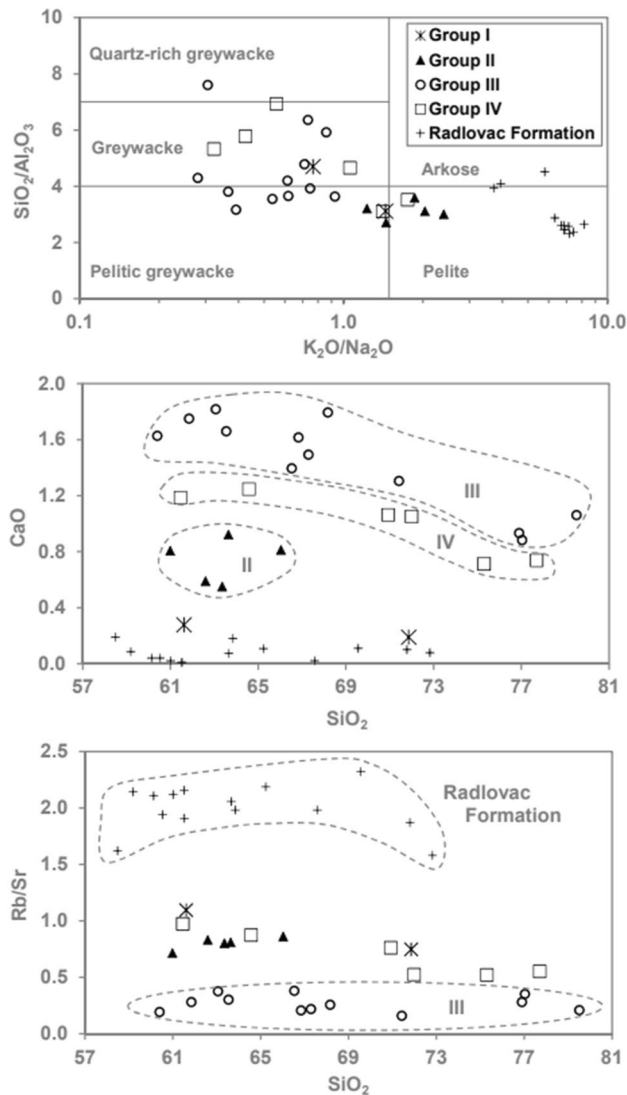 10
8
6
4
2
0
SiO₂/Al₂O₃
Quartz-rich greywacke
Greywacke
Pelitic greywacke
Arkose
Pelite
Group I
Group II
Group III
Group IV
Radlovac Formation
0.1
1.0
10.0
K₂O/Na₂O
2.0
1.6
1.2
0.8
0.4
0.0
CaO
III
IV
II
57
61
65
69
73
77
81
SiO₂
2.5
2.0
1.5
1.0
0.5
0.0
Rb/Sr
Radlovac
Formation
III
57
61
65
69
73
77
81
SiO₂